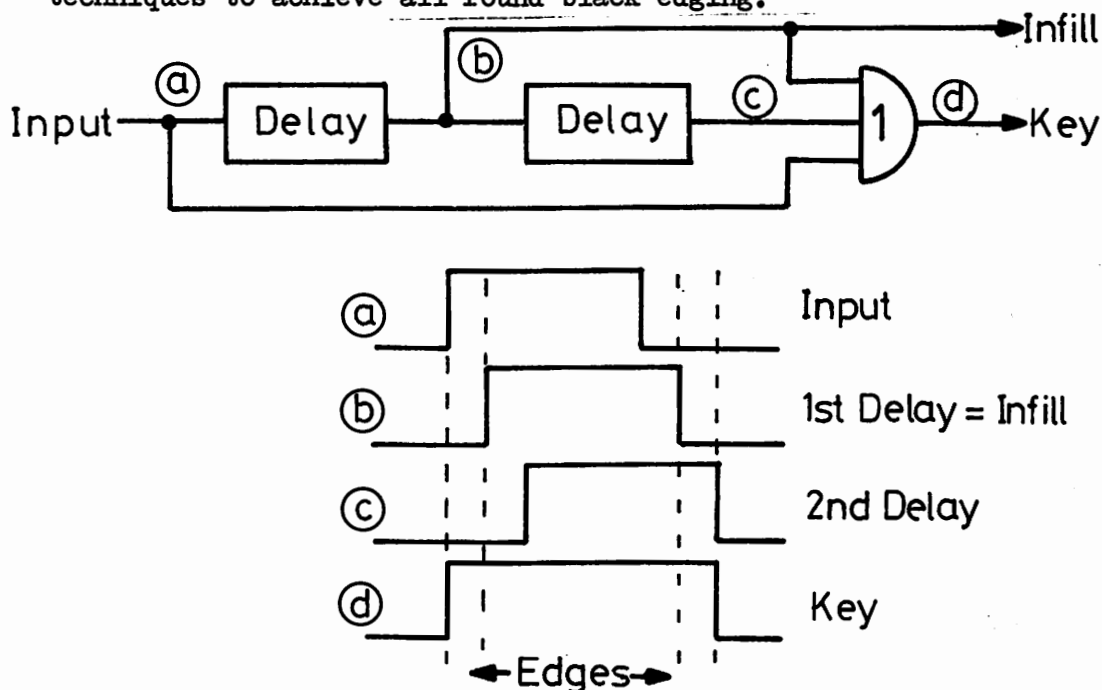 techniques to achieve all round black edging.
Infill
ⓐ
ⓑ
Input
Delay
Delay
ⓒ
1
ⓓ
Key
ⓐ
Input
ⓑ
1st Delay = Infill
ⓒ
2nd Delay
ⓓ
Key
Edges